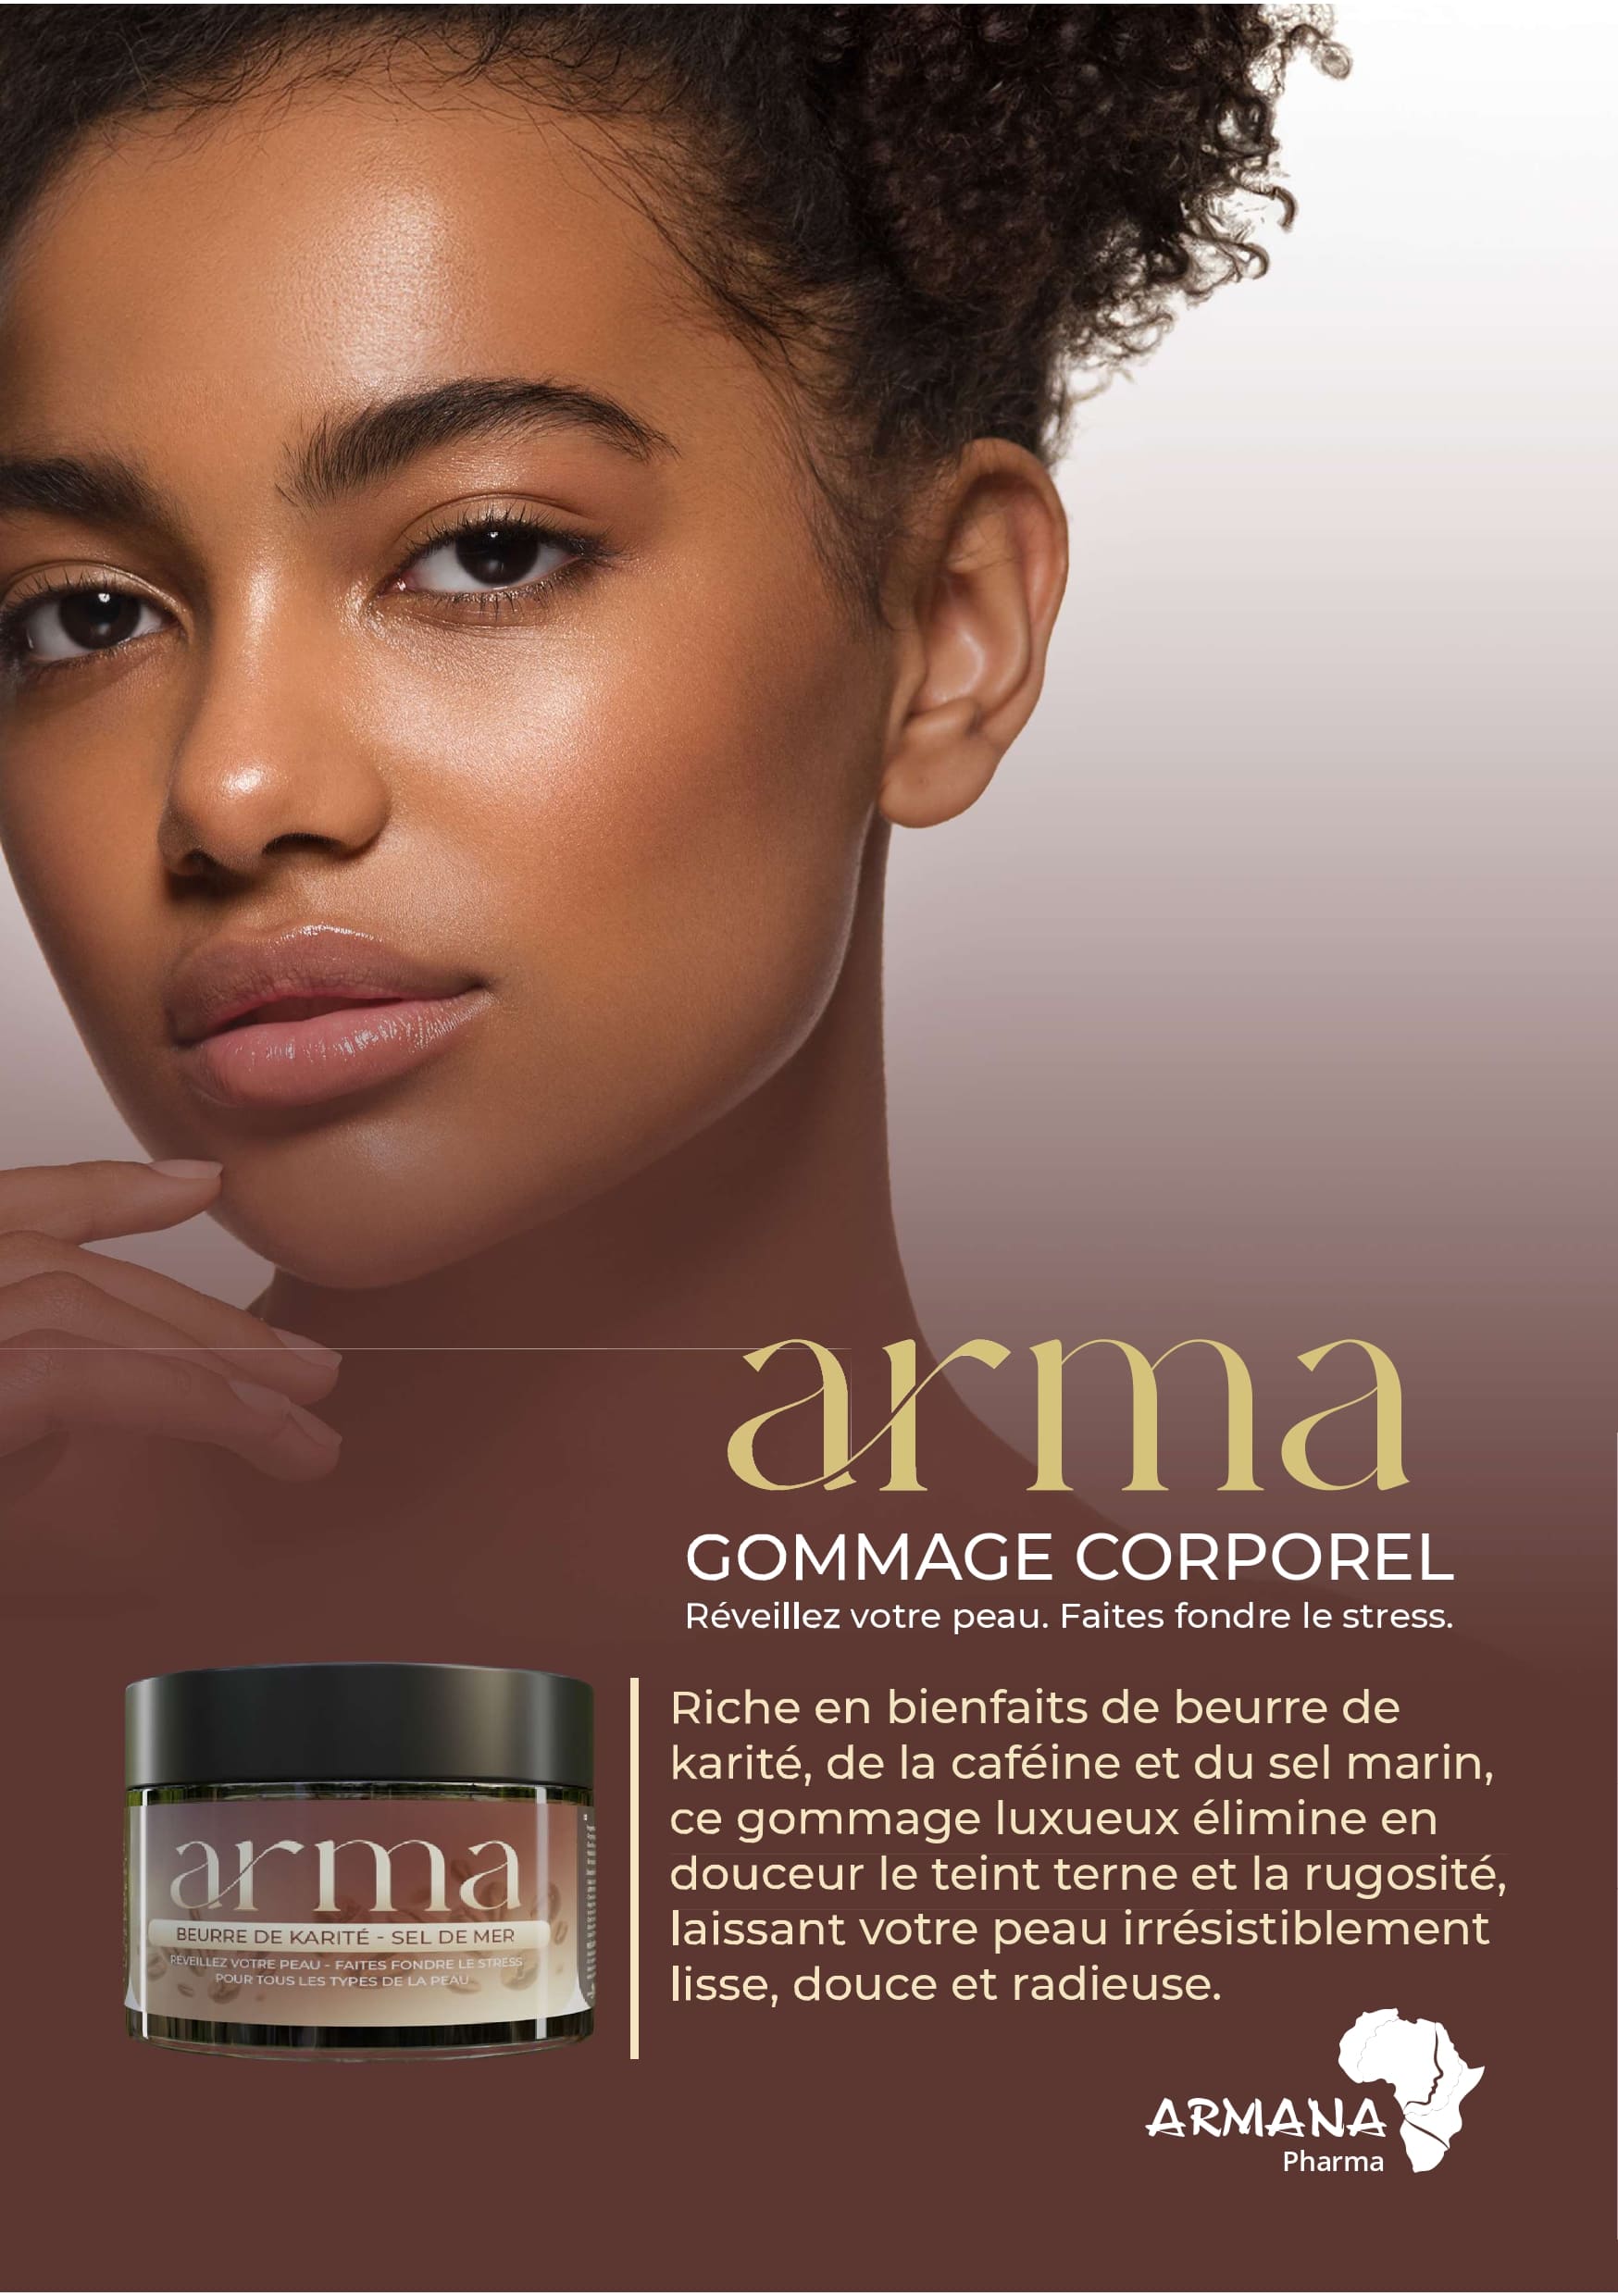 arma
GOMMAGE CORPOREL
Réveillez votre peau. Faites fondre le stress.
Riche en bienfaits de beurre de
karité, de la caféine et du sel marin,
ce gommage luxueux élimine en
douceur le teint terne et la rugosité,
laissant votre peau irrésistiblement
lisse, douce et radieuse.
arma
BEURRE DE KARITÉ - SEL DE MER
RÉVEILLEZ VOTRE PEAU - FAITES FONDRE LE STRESS
POUR TOUS LES TYPES DE LA PEAU
ARMANA
Pharma